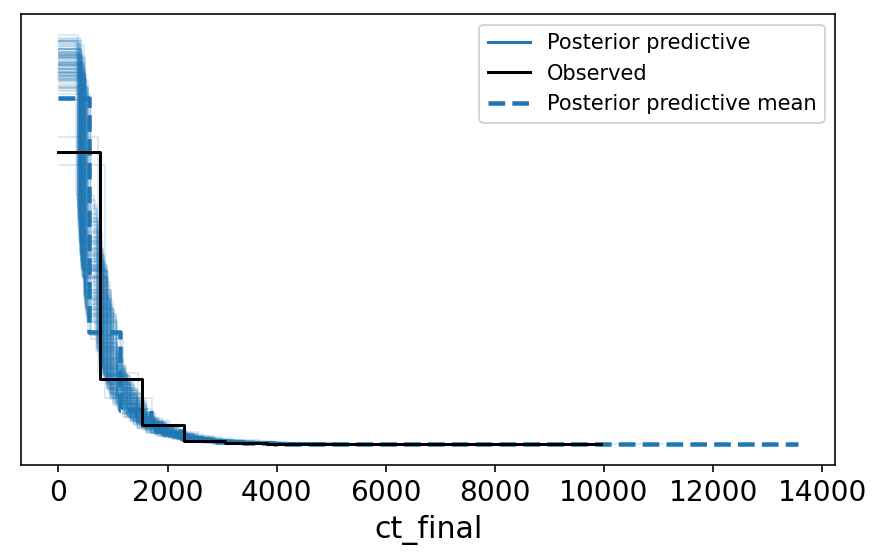 Posterior predictive
Observed
Posterior predictive mean
0 2000 4000 6000 8000 10000 12000 14000
ct_final